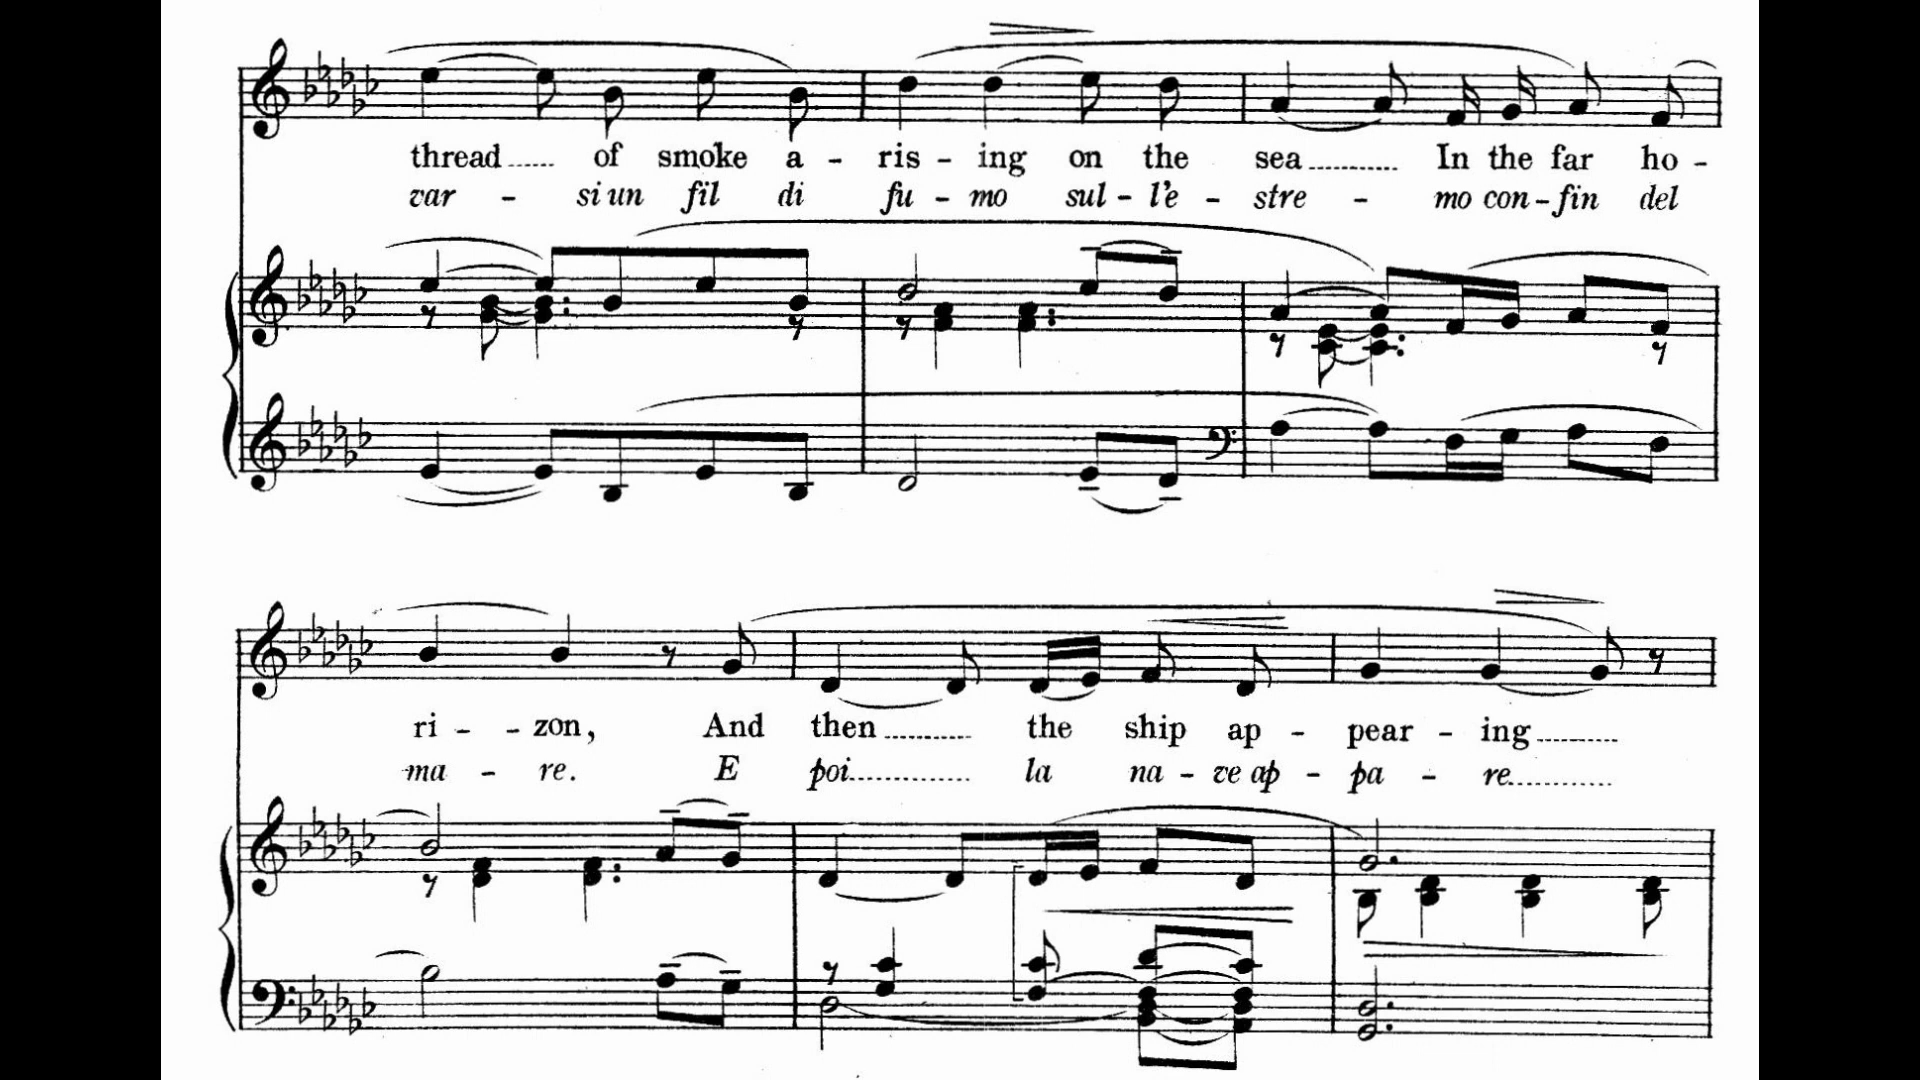 thread...... of smoke a - ris - ing on the sea.......... In the far ho -
var - si un fil di fu - mo sul - l'e - stre - mo con - fin del
ri - - zon, And then.......... the ship ap - pear - ing..........
ma - re. E poi.............. la na - ve ap - pa - re............